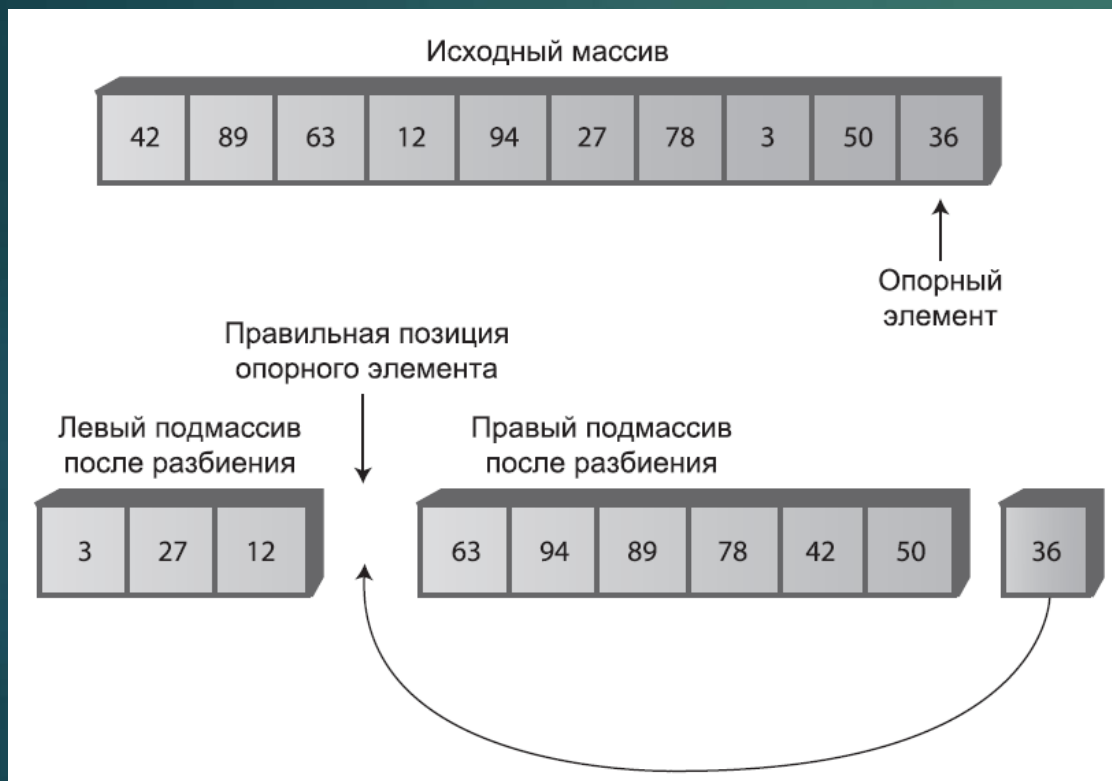 Исходный массив
42 89 63 12 94 27 78 3 50 36
Опорный
элемент
Правильная позиция
опорного элемента
Левый подмассив
после разбиения
Правый подмассив
после разбиения
3 27 12 63 94 89 78 42 50 36